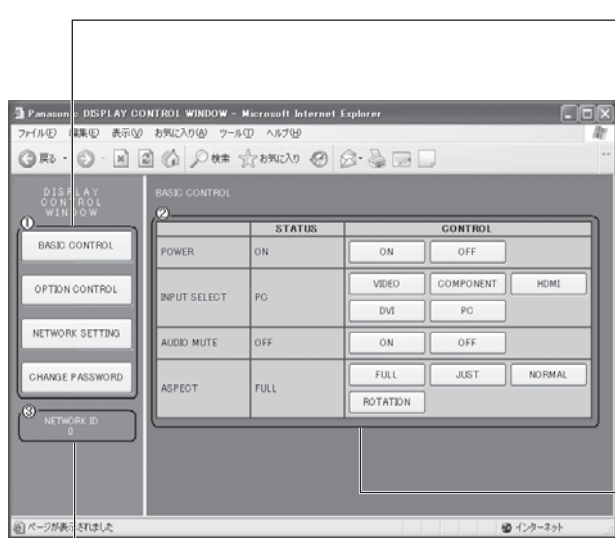 Panasonic DISPLAY CONTROL WINDOW - Microsoft Internet Explorer
ファイル(F) 編集(E) 表示(V) お気に入り(A) ツール(T) ヘルプ(H)
戻る 検索 お気に入り
DISPLAY
CONTROL
WINDOW
①
BASIC CONTROL
OPTION CONTROL
NETWORK SETTING
CHANGE PASSWORD
③
NETWORK ID
0
BASIC CONTROL
②
STATUS CONTROL
POWER ON ON OFF
INPUT SELECT PC VIDEO COMPONENT HDMI
DVI PC
AUDIO MUTE OFF ON OFF
ASPECT FULL FULL JUST NORMAL
ROTATION
ページが表示されました インターネット